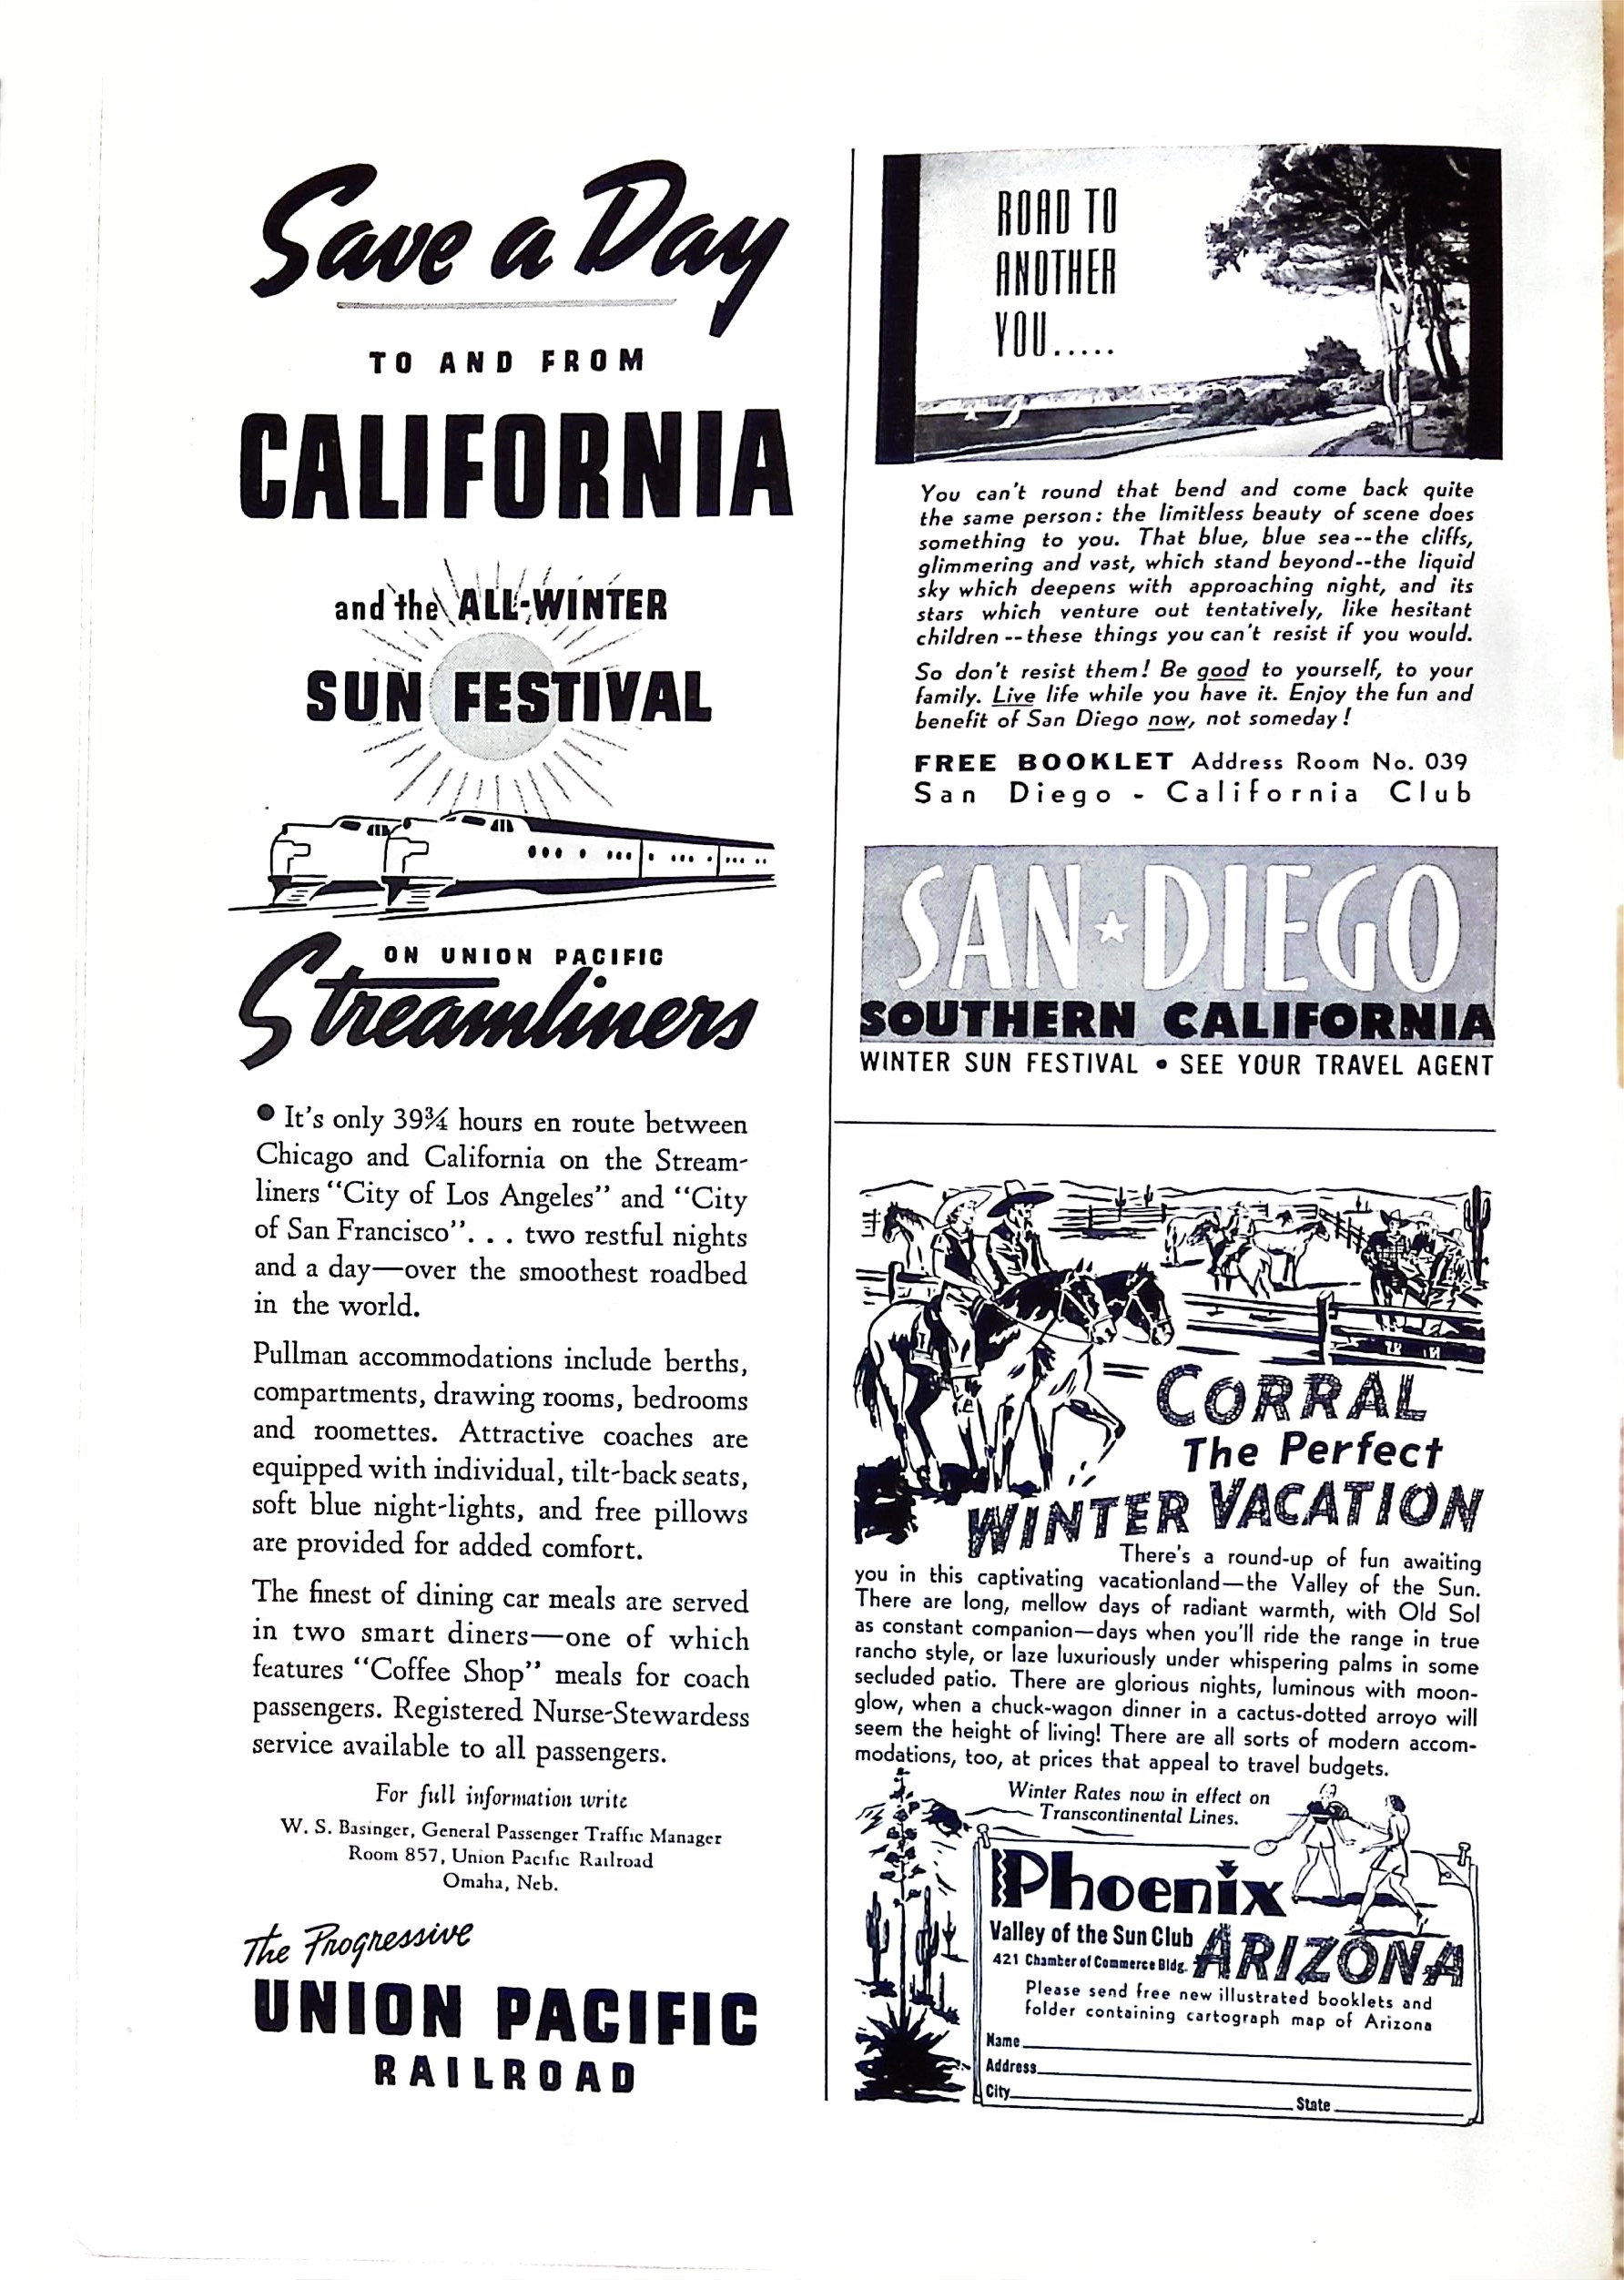 Save a Day
TO AND FROM
CALIFORNIA
and the ALL-WINTER
SUN FESTIVAL
ON UNION PACIFIC
Streamliners
● It's only 39¾ hours en route between
Chicago and California on the Stream-
liners "City of Los Angeles" and "City
of San Francisco". . . two restful nights
and a day—over the smoothest roadbed
in the world.
Pullman accommodations include berths,
compartments, drawing rooms, bedrooms
and roomettes. Attractive coaches are
equipped with individual, tilt-back seats,
soft blue night-lights, and free pillows
are provided for added comfort.
The finest of dining car meals are served
in two smart diners—one of which
features "Coffee Shop" meals for coach
passengers. Registered Nurse-Stewardess
service available to all passengers.
For full information write
W. S. Basinger, General Passenger Traffic Manager
Room 857, Union Pacific Railroad
Omaha, Neb.
The Progressive
UNION PACIFIC
RAILROAD
ROAD TO
ANOTHER
YOU.....
You can't round that bend and come back quite
the same person: the limitless beauty of scene does
something to you. That blue, blue sea--the cliffs,
glimmering and vast, which stand beyond--the liquid
sky which deepens with approaching night, and its
stars which venture out tentatively, like hesitant
children -- these things you can't resist if you would.
So don't resist them! Be good to yourself, to your
family. Live life while you have it. Enjoy the fun and
benefit of San Diego now, not someday!
FREE BOOKLET Address Room No. 039
San Diego - California Club
SAN ★ DIEGO
SOUTHERN CALIFORNIA
WINTER SUN FESTIVAL • SEE YOUR TRAVEL AGENT
CORRAL
The Perfect
WINTER VACATION
There's a round-up of fun awaiting
you in this captivating vacationland—the Valley of the Sun.
There are long, mellow days of radiant warmth, with Old Sol
as constant companion—days when you'll ride the range in true
rancho style, or laze luxuriously under whispering palms in some
secluded patio. There are glorious nights, luminous with moon-
glow, when a chuck-wagon dinner in a cactus-dotted arroyo will
seem the height of living! There are all sorts of modern accom-
modations, too, at prices that appeal to travel budgets.
Winter Rates now in effect on
Transcontinental Lines.
Phoenix
Valley of the Sun Club
ARIZONA
421 Chamber of Commerce Bldg.
Please send free new illustrated booklets and
folder containing cartograph map of Arizona
Name
Address
City State